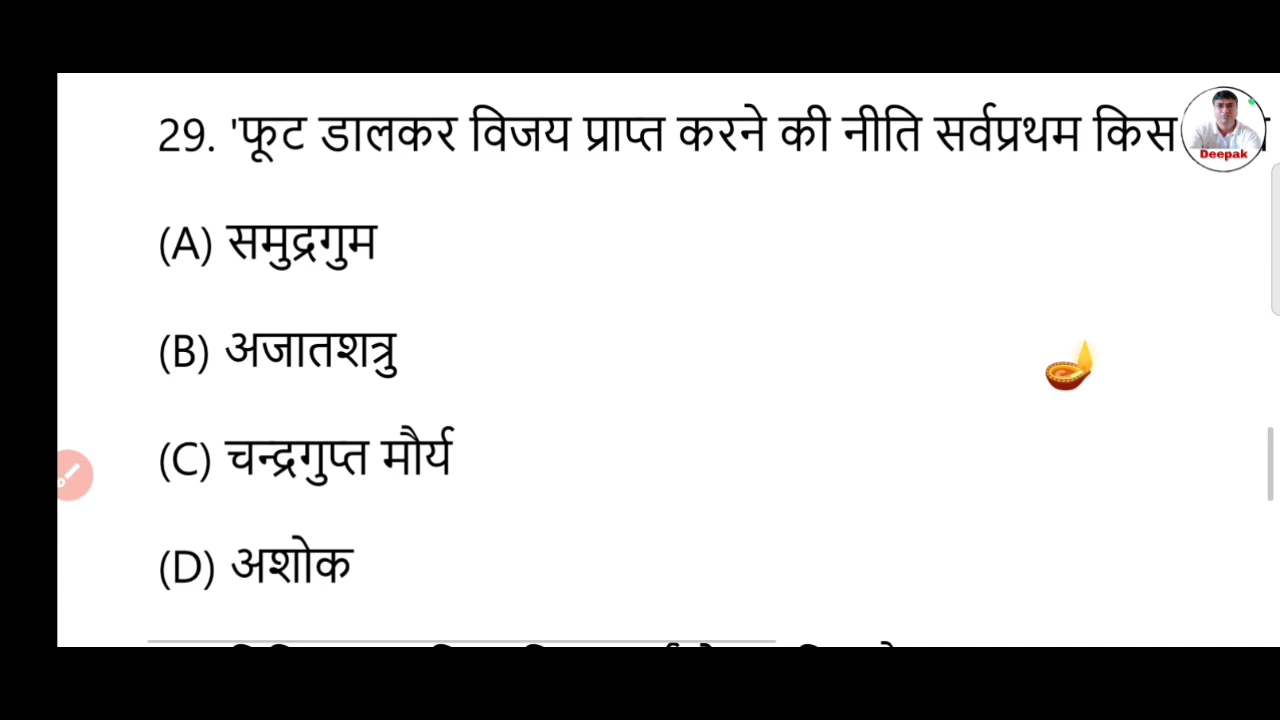 29. 'फूट डालकर विजय प्राप्त करने की नीति सर्वप्रथम किस
Deepak
(A) समुद्रगुम
(B) अजातशत्रु
(C) चन्द्रगुप्त मौर्य
(D) अशोक